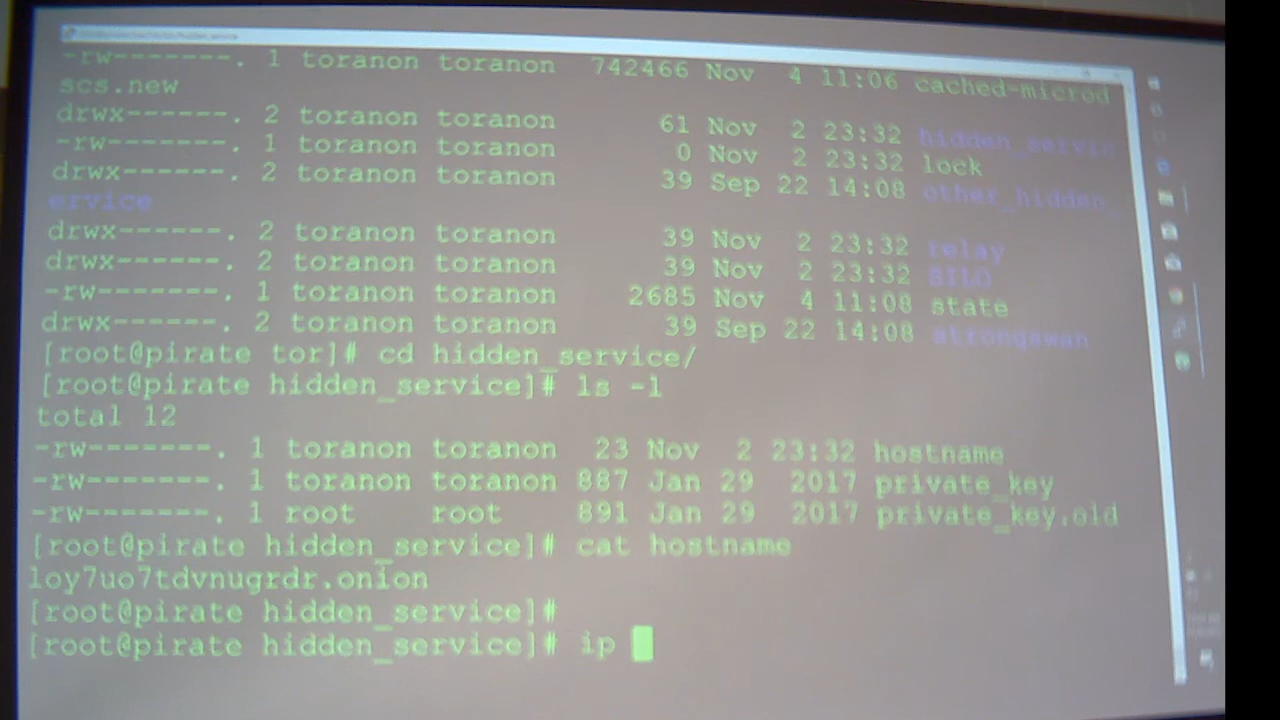 -rw-------. 1 toranon toranon 742466 Nov 4 11:06 cached-microd
scs.new
drwx------. 2 toranon toranon 61 Nov 2 23:32 hidden_servic
-rw-------. 1 toranon toranon 0 Nov 2 23:32 lock
drwx------. 2 toranon toranon 39 Sep 22 14:08 other_hidden_
ervice
drwx------. 2 toranon toranon 39 Nov 2 23:32 relay
drwx------. 2 toranon toranon 39 Nov 2 23:32 SILO
-rw-------. 1 toranon toranon 2685 Nov 4 11:08 state
drwx------. 2 toranon toranon 39 Sep 22 14:08 strongswan
[root@pirate tor]# cd hidden_service/
[root@pirate hidden_service]# ls -l
total 12
-rw-------. 1 toranon toranon 23 Nov 2 23:32 hostname
-rw-------. 1 toranon toranon 887 Jan 29 2017 private_key
-rw-------. 1 root root 891 Jan 29 2017 private_key.old
[root@pirate hidden_service]# cat hostname
loy7uo7tdvnugrdr.onion
[root@pirate hidden_service]#
[root@pirate hidden_service]# ip